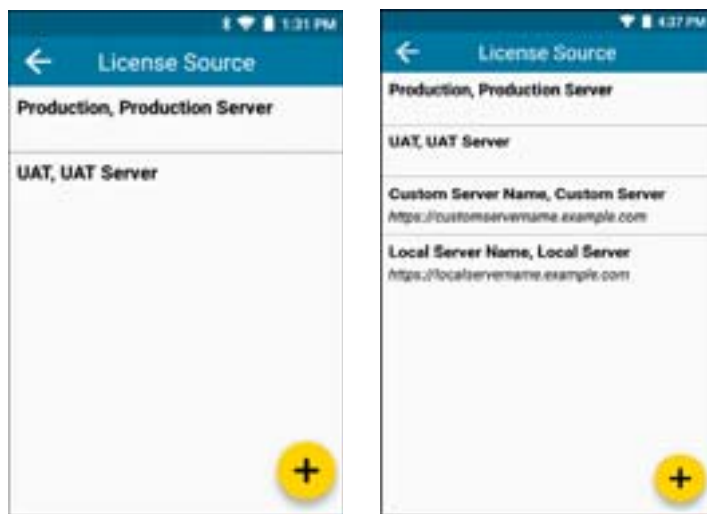 1:31 PM
License Source
Production, Production Server
UAT, UAT Server
4:37 PM
License Source
Production, Production Server
UAT, UAT Server
Custom Server Name, Custom Server
https://customservername.example.com
Local Server Name, Local Server
https://localservername.example.com